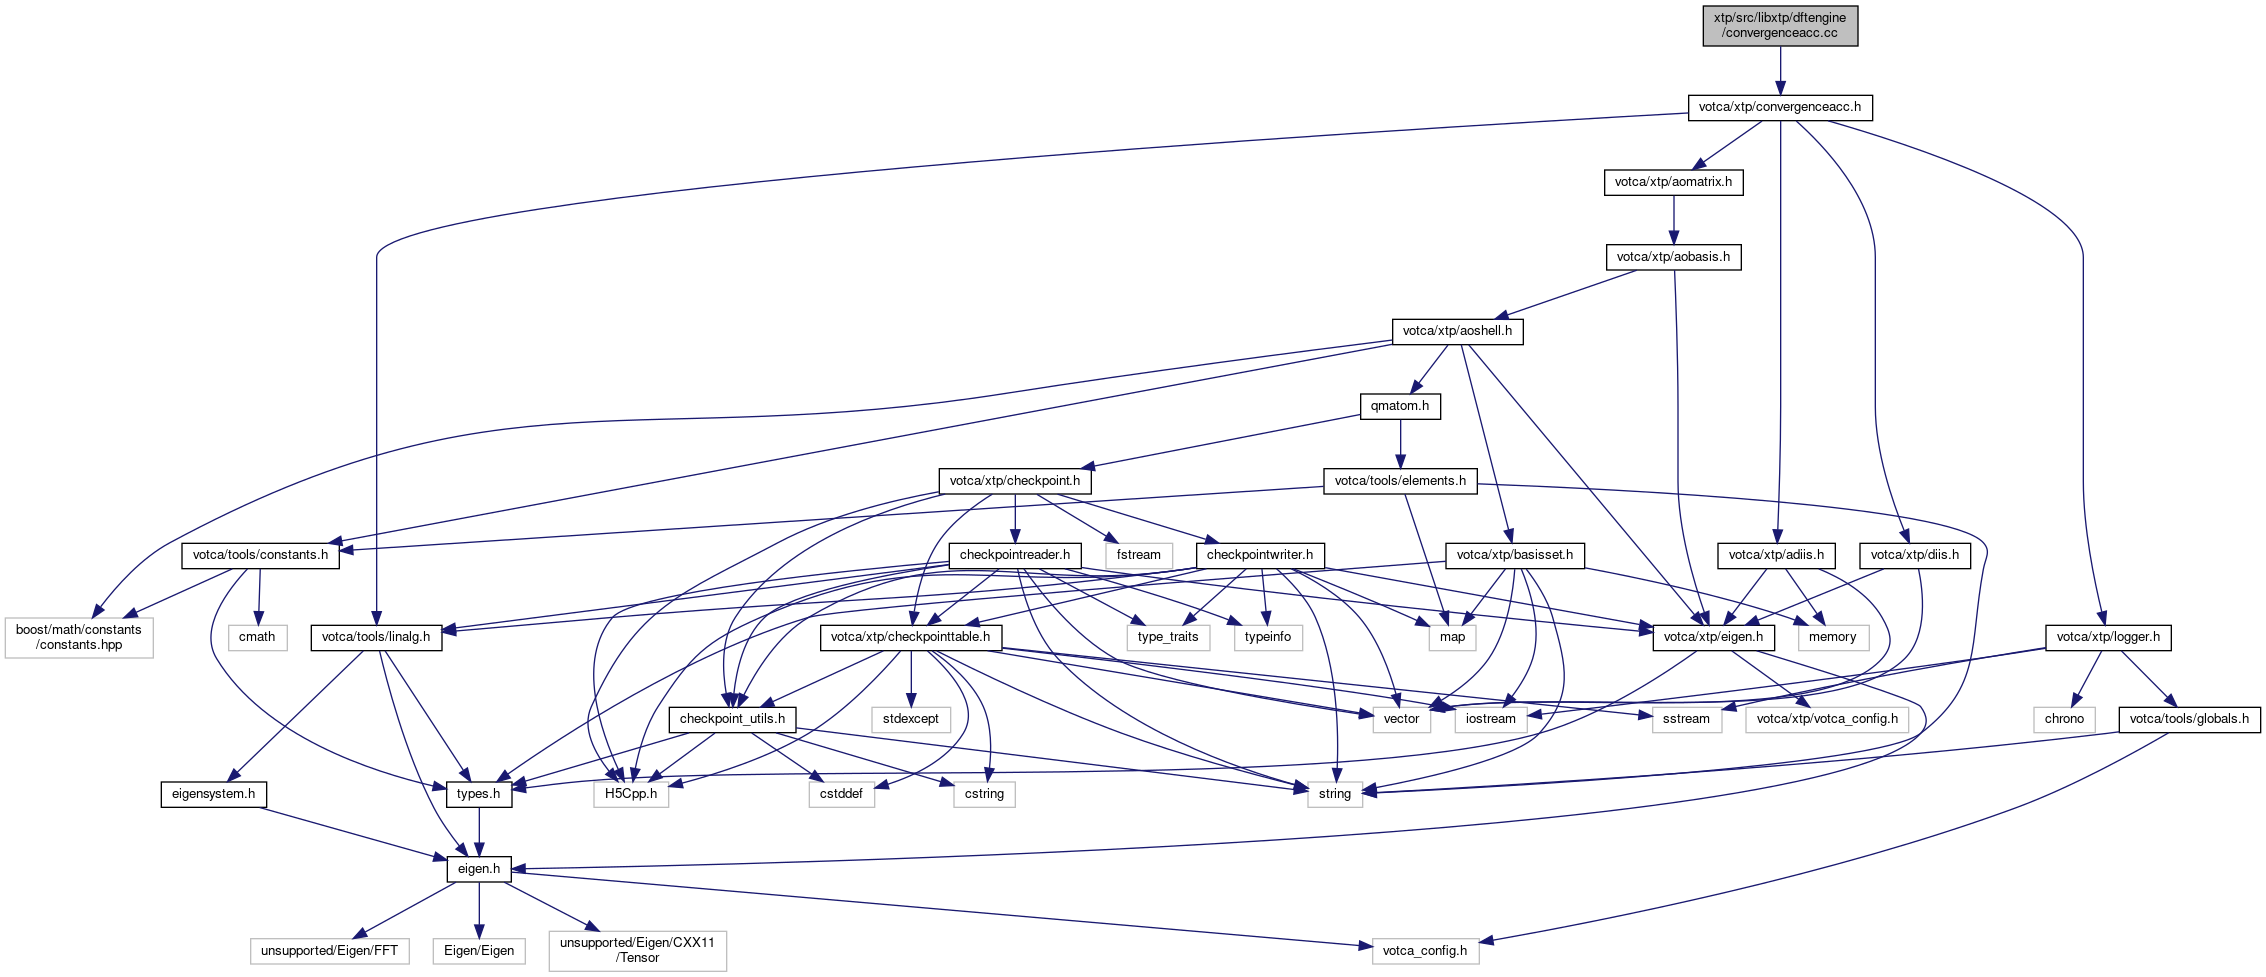 xtp/src/libxtp/dftengine
/convergenceacc.cc
votca/xtp/convergenceacc.h
votca/xtp/aomatrix.h
votca/xtp/aobasis.h
votca/xtp/aoshell.h
qmatom.h
votca/xtp/checkpoint.h
votca/tools/elements.h
votca/tools/constants.h
checkpointreader.h
fstream
checkpointwriter.h
votca/xtp/basisset.h
votca/xtp/adiis.h
votca/xtp/diis.h
boost/math/constants
/constants.hpp
cmath
votca/tools/linalg.h
votca/xtp/checkpointtable.h
type_traits
typeinfo
map
votca/xtp/eigen.h
memory
votca/xtp/logger.h
checkpoint_utils.h
stdexcept
vector
iostream
sstream
votca/xtp/votca_config.h
chrono
votca/tools/globals.h
eigensystem.h
types.h
H5Cpp.h
cstddef
cstring
string
eigen.h
unsupported/Eigen/FFT
Eigen/Eigen
unsupported/Eigen/CXX11
/Tensor
votca_config.h